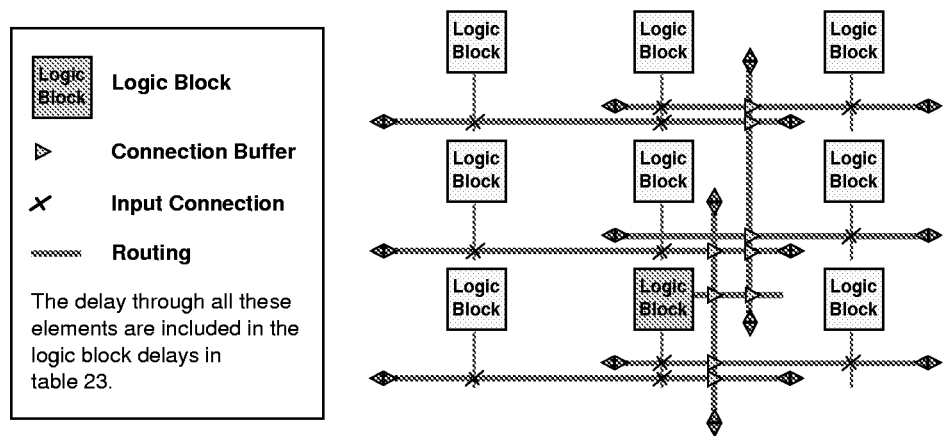 Logic
Block
Logic Block
Connection Buffer
Input Connection
Routing
The delay through all these
elements are included in the
logic block delays in
table 23.
Logic
Block
Logic
Block
Logic
Block
Logic
Block
Logic
Block
Logic
Block
Logic
Block
Logic
Block
Logic
Block